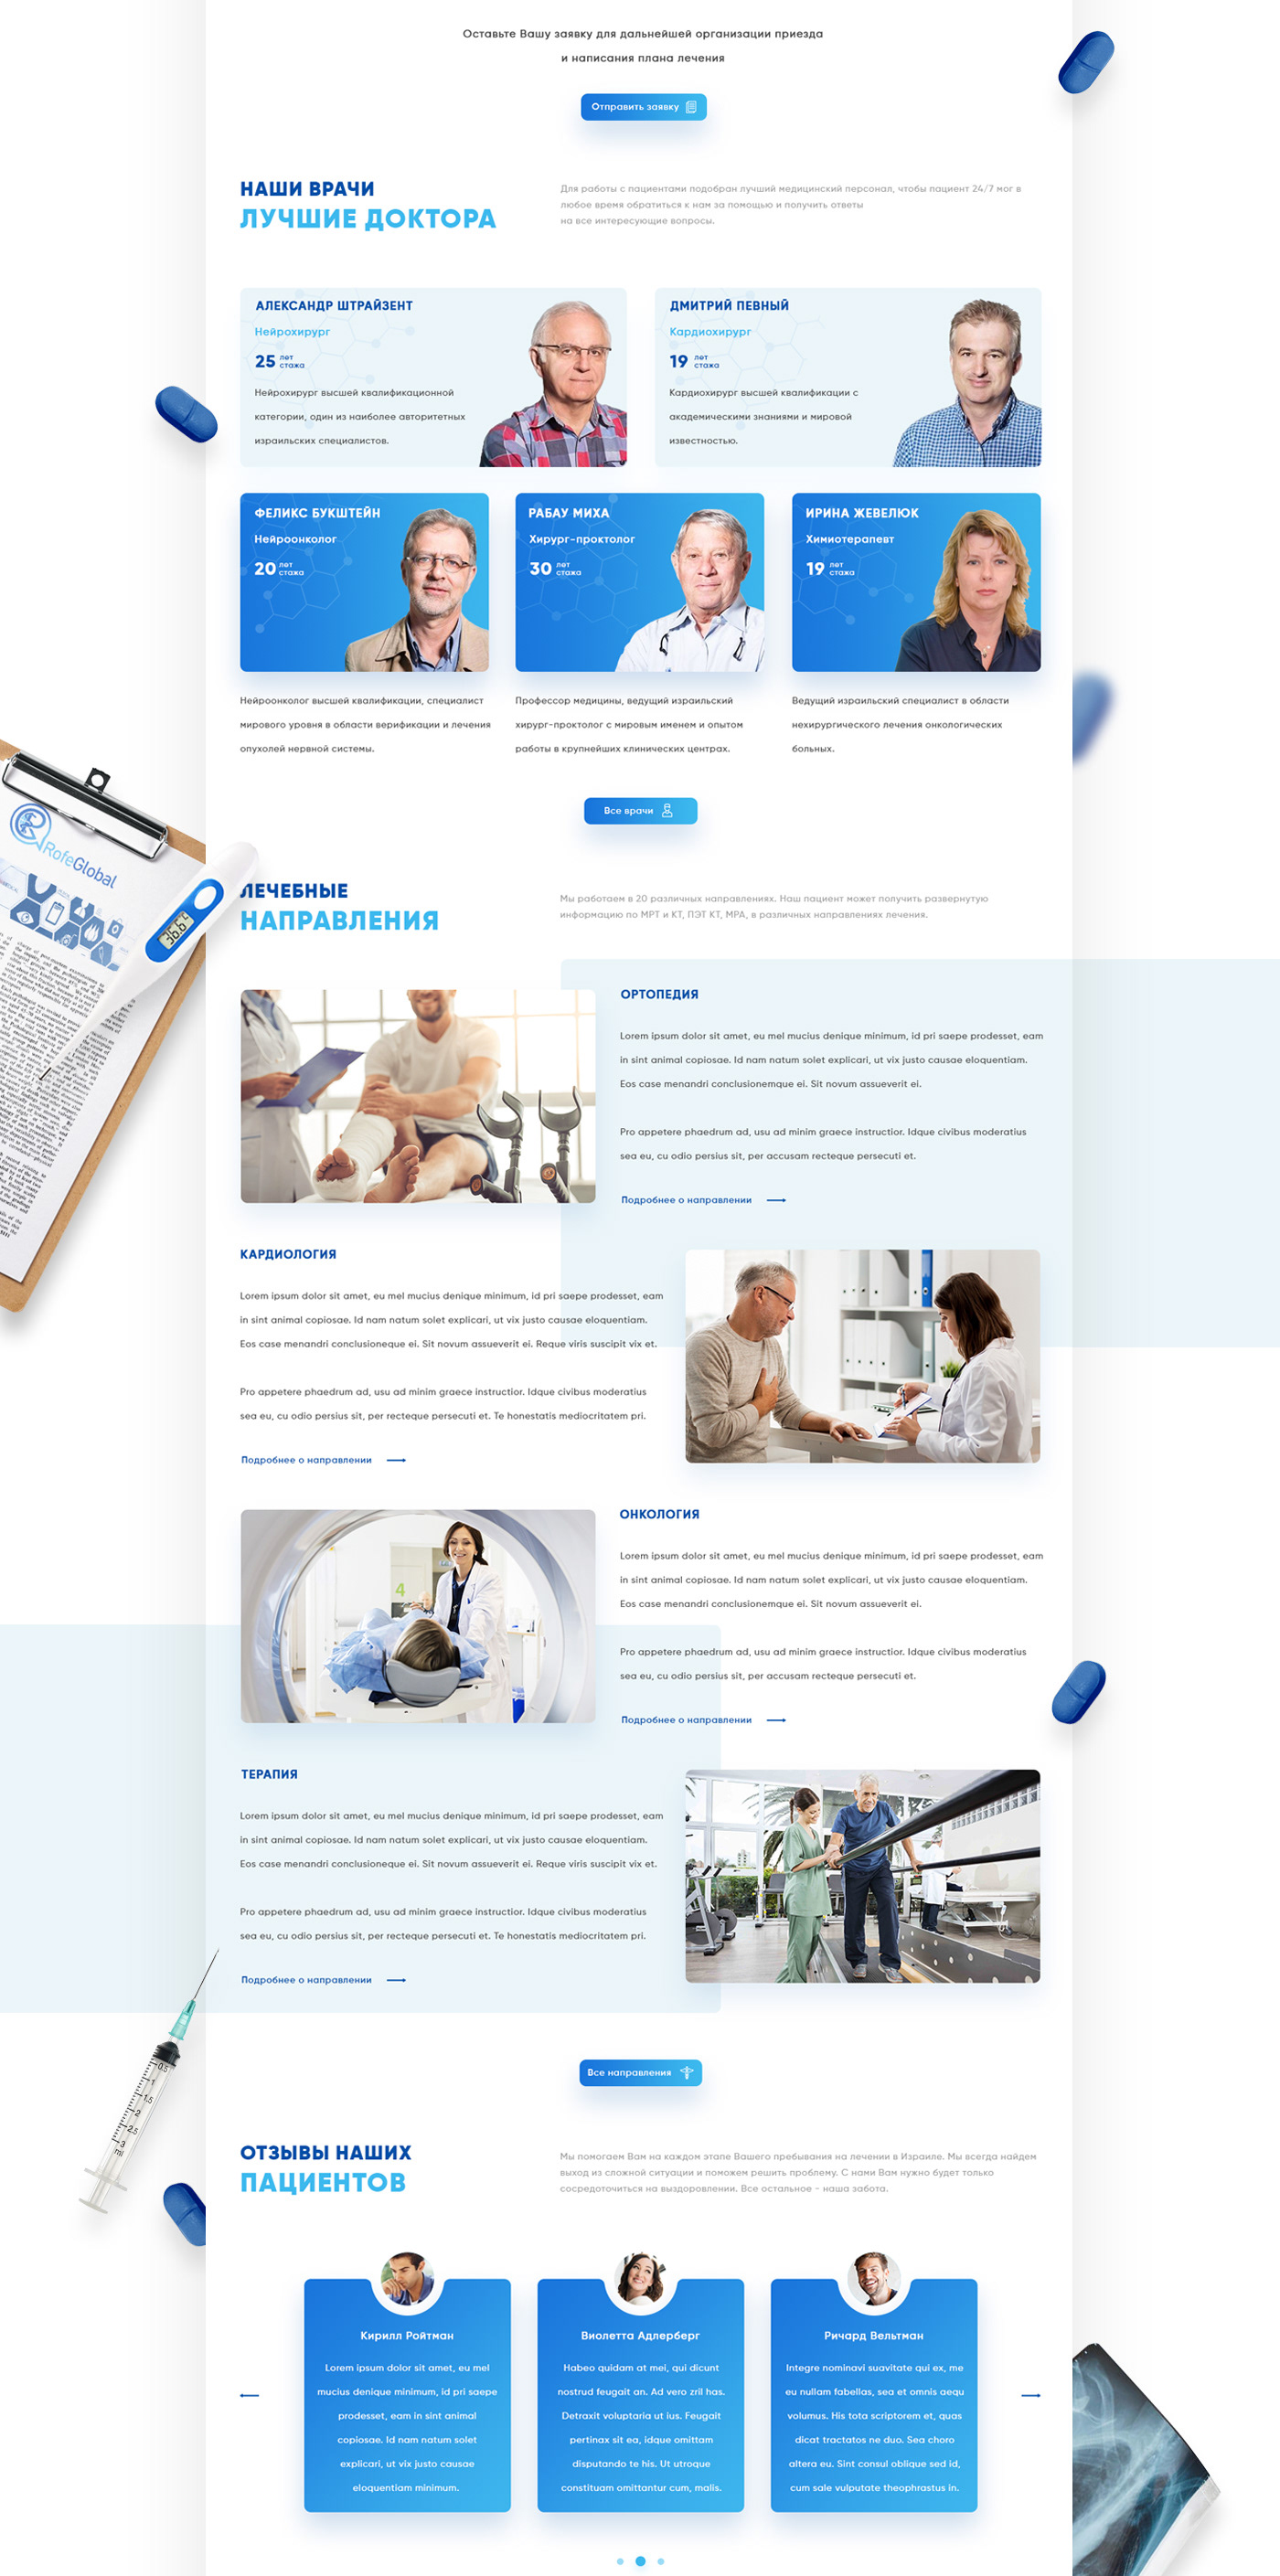 Оставьте Вашу заявку для дальнейшей организации приезда
и написания плана лечения
Отправить заявку
НАШИ ВРАЧИ
ЛУЧШИЕ ДОКТОРА
Для работы с пациентами подобран лучший медицинский персонал, чтобы пациент 24/7 мог в
любое время обратиться к нам за помощью и получить ответы
на все интересующие вопросы.
АЛЕКСАНДР ШТРАЙЗЕНТ
Нейрохирург
25 лет
стажа
Нейрохирург высшей квалификационной
категории, один из наиболее авторитетных
израильских специалистов.
ДМИТРИЙ ПЕВНЫЙ
Кардиохирург
19 лет
стажа
Кардиохирург высшей квалификации с
академическими знаниями и мировой
известностью.
ФЕЛИКС БУКШТЕЙН
Нейроонколог
20 лет
стажа
Нейроонколог высшей квалификации, специалист
мирового уровня в области верификации и лечения
опухолей нервной системы.
РАБАУ МИХА
Хирург-проктолог
30 лет
стажа
Профессор медицины, ведущий израильский
хирург-проктолог с мировым именем и опытом
работы в крупнейших клинических центрах.
ИРИНА ЖЕВЕЛЮК
Химиотерапевт
19 лет
стажа
Ведущий израильский специалист в области
нехирургического лечения онкологических
больных.
Все врачи
RofeGlobal
36.6°C
ЛЕЧЕБНЫЕ
НАПРАВЛЕНИЯ
Мы работаем в 20 различных направлениях. Наш пациент может получить развернутую
информацию по МРТ и КТ, ПЭТ КТ, МРА, в различных направлениях лечения.
ОРТОПЕДИЯ
Lorem ipsum dolor sit amet, eu mel mucius denique minimum, id pri saepe prodesset, eam
in sint animal copiosae. Id nam natum solet explicari, ut vix justo causae eloquentiam.
Eos case menandri conclusionemque ei. Sit novum assueverit ei.
Pro appetere phaedrum ad, usu ad minim graece instructior. Idque civibus moderatius
sea eu, cu odio persius sit, per accusam recteque persecuti et.
Подробнее о направлении
КАРДИОЛОГИЯ
Lorem ipsum dolor sit amet, eu mel mucius denique minimum, id pri saepe prodesset, eam
in sint animal copiosae. Id nam natum solet explicari, ut vix justo causae eloquentiam.
Eos case menandri conclusioneque ei. Sit novum assueverit ei. Reque viris suscipit vix et.
Pro appetere phaedrum ad, usu ad minim graece instructior. Idque civibus moderatius
sea eu, cu odio persius sit, per recteque persecuti et. Te honestatis mediocritatem pri.
Подробнее о направлении
4
ОНКОЛОГИЯ
Lorem ipsum dolor sit amet, eu mel mucius denique minimum, id pri saepe prodesset, eam
in sint animal copiosae. Id nam natum solet explicari, ut vix justo causae eloquentiam.
Eos case menandri conclusionemque ei. Sit novum assueverit ei.
Pro appetere phaedrum ad, usu ad minim graece instructior. Idque civibus moderatius
sea eu, cu odio persius sit, per accusam recteque persecuti et.
Подробнее о направлении
ТЕРАПИЯ
Lorem ipsum dolor sit amet, eu mel mucius denique minimum, id pri saepe prodesset, eam
in sint animal copiosae. Id nam natum solet explicari, ut vix justo causae eloquentiam.
Eos case menandri conclusioneque ei. Sit novum assueverit ei. Reque viris suscipit vix et.
Pro appetere phaedrum ad, usu ad minim graece instructior. Idque civibus moderatius
sea eu, cu odio persius sit, per recteque persecuti et. Te honestatis mediocritatem pri.
Подробнее о направлении
0.5
1
1.5
2
2.5
3
ml
Все направления
ОТЗЫВЫ НАШИХ
ПАЦИЕНТОВ
Мы помогаем Вам на каждом этапе Вашего пребывания на лечении в Израиле. Мы всегда найдем
выход из сложной ситуации и поможем решить проблему. С нами Вам нужно будет только
сосредоточиться на выздоровлении. Все остальное - наша забота.
Кирилл Ройтман
Lorem ipsum dolor sit amet, eu mel
mucius denique minimum, id pri saepe
prodesset, eam in sint animal
copiosae. Id nam natum solet
explicari, ut vix justo causae
eloquentiam minimum.
Виолетта Адлерберг
Habeo quidam at mei, qui dicunt
nostrud feugait an. Ad vero zril has.
Detraxit voluptaria ut ius. Feugait
pertinax sit ea, idque omittam
disputando te his. Ut utroque
constituam omittantur cum, malis.
Ричард Вельтман
Integre nominavi suavitate qui ex, me
eu nullam fabellas, sea et omnis aequ
volumus. His tota scriptorem et, quas
dicat tractatos ne duo. Sea choro
altera eu. Sint consul oblique sed id,
cum sale vulputate theophrastus in.